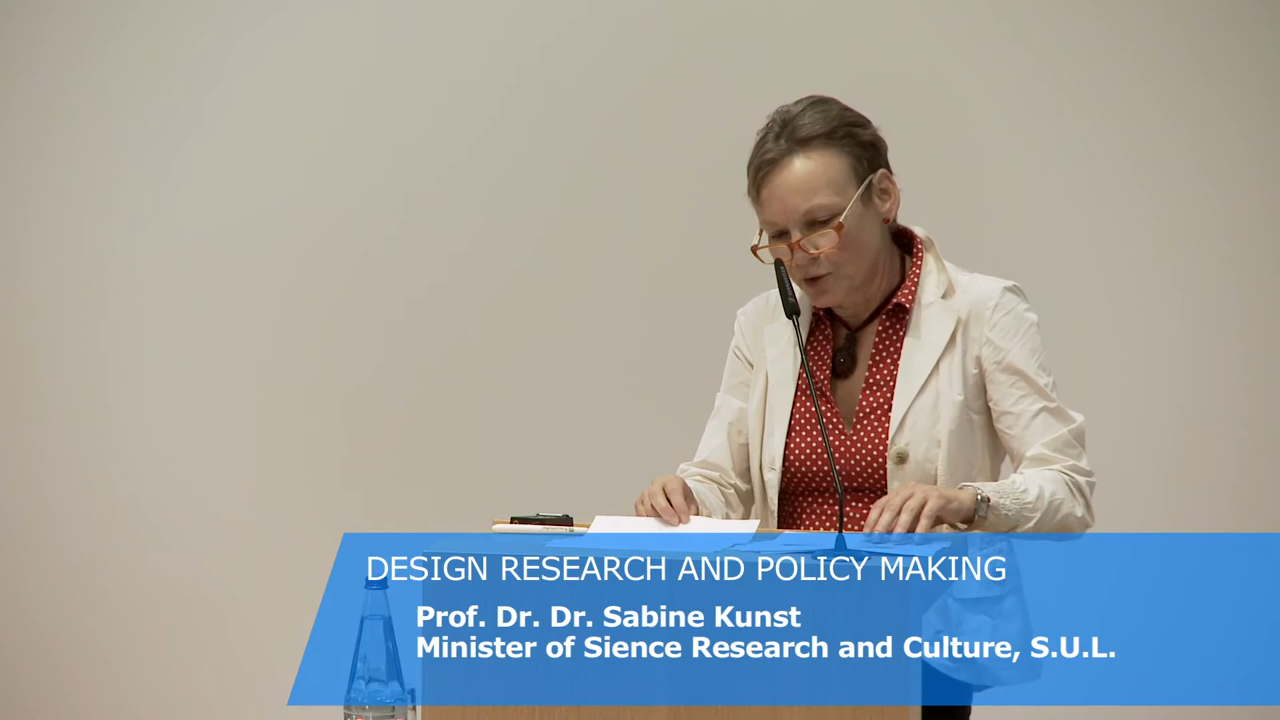 DESIGN RESEARCH AND POLICY MAKING
Prof. Dr. Dr. Sabine Kunst
Minister of Sience Research and Culture, S.U.L.